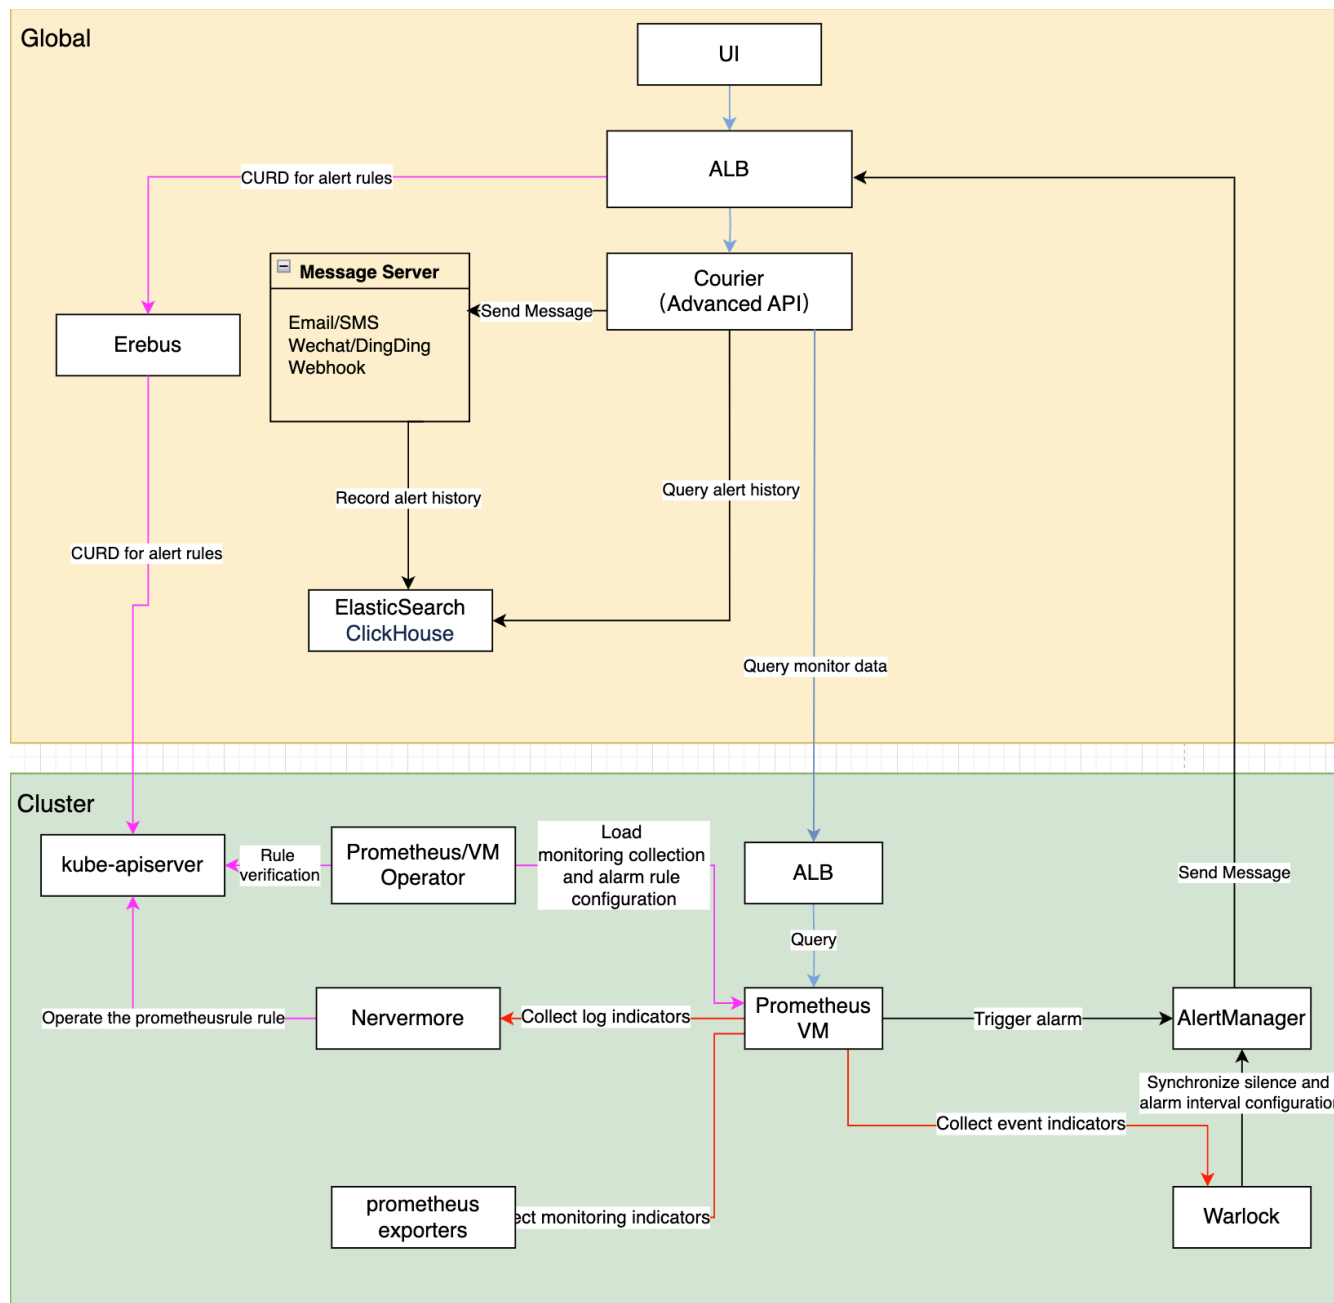 Global
UI
ALB
CURD for alert rules
Courier
(Advanced API)
Message Server
Email/SMS
Wechat/DingDing
Webhook
Send Message
Erebus
Record alert history
Query alert history
CURD for alert rules
ElasticSearch
ClickHouse
Query monitor data
Cluster
kube-apiserver
Rule
verification
Prometheus/VM
Operator
Load
monitoring collection
and alarm rule
configuration
ALB
Send Message
Query
Operate the prometheusrule rule
Nervermore
Collect log indicators
Prometheus
VM
Trigger alarm
AlertManager
Synchronize silence and
alarm interval configuration
Collect event indicators
prometheus
exporters
ect monitoring indicators
Warlock